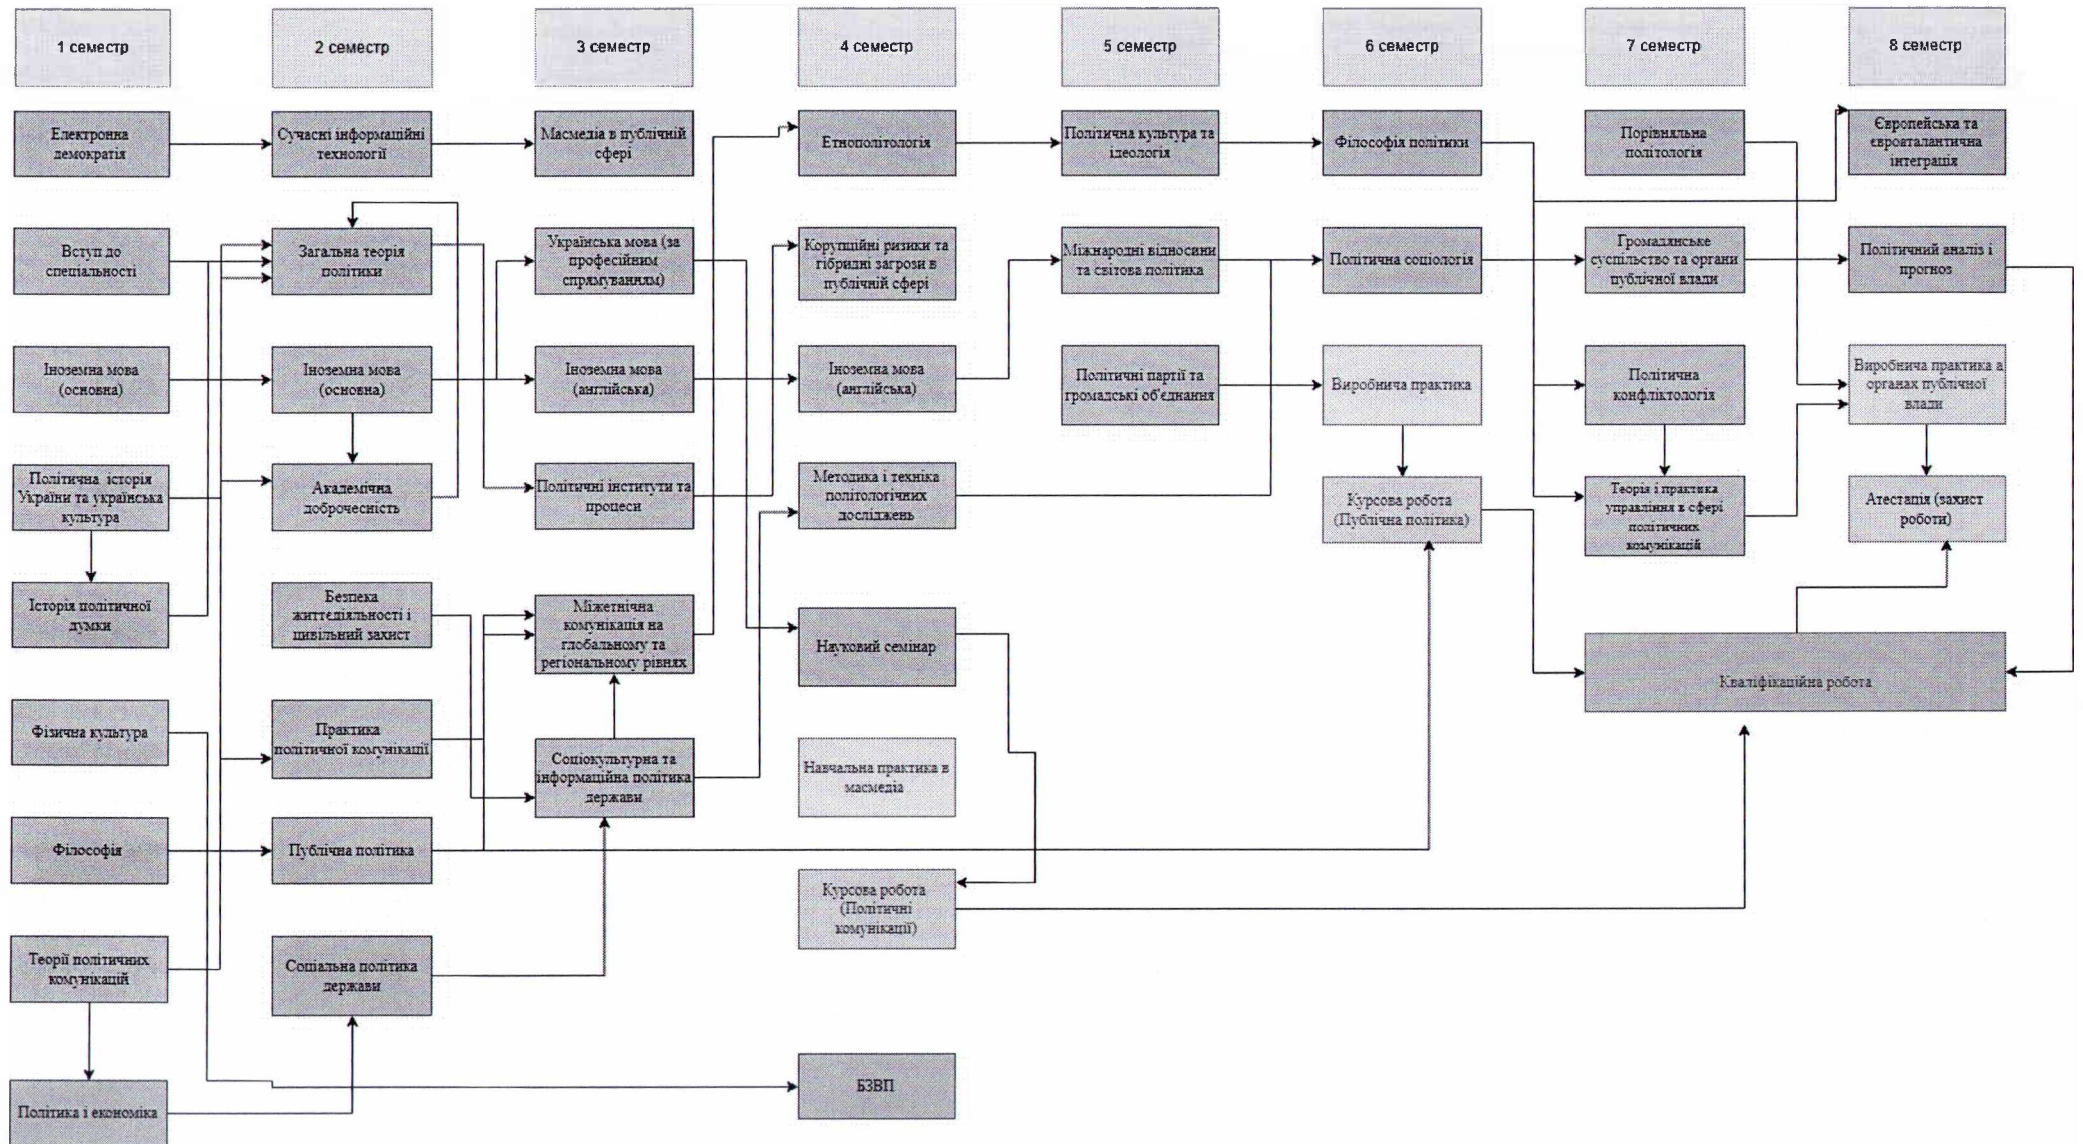 1 семестр
2 семестр
3 семестр
4 семестр
5 семестр
6 семестр
7 семестр
8 семестр
Електронна
демократія
Сучасні інформаційні
технології
Масмедіа в публічній
сфері
Етнополітологія
Політична культура та
ідеологія
Філософія політики
Порівняльна
політологія
Європейська та
євроаталантична
інтеграція
Вступ до
спеціальності
Загальна теорія
політики
Українська мова (за
професійним
спрямуванням)
Корупційні ризики та
гібридні загрози в
публічній сфері
Міжнародні відносини
та світова політика
Політична соціологія
Громадянське
суспільство та органи
публічної влади
Політичний аналіз і
прогноз
Іноземна мова
(основна)
Іноземна мова
(основна)
Іноземна мова
(англійська)
Іноземна мова
(англійська)
Політичні партії та
громадські об'єднання
Виробнича практика
Політична
конфліктологія
Виробнича практика а
органах публічної
влади
Політична історія
України та українська
культура
Академічна
доброчесність
Політичні інститути та
процеси
Методика і техніка
політологічних
досліджень
Курсова робота
(Публічна політика)
Теорія і практика
управління в сфері
політичних
комунікацій
Атестація (захист
роботи)
Історія політичної
думки
Безпека
життєдіяльності і
цивільний захист
Міжетнічна
комунікація на
глобальному та
регіональному рівнях
Науковий семінар
Кваліфікаційна робота
Фізична культура
Практика
політичної комунікації
Соціокультурна та
інформаційна політика
держави
Навчальна практика в
масмедіа
Філософія
Публічна політика
Курсова робота
(Політичні
комунікації)
Теорії політичних
комунікацій
Соціальна політика
держави
БЗВП
Політика і економіка